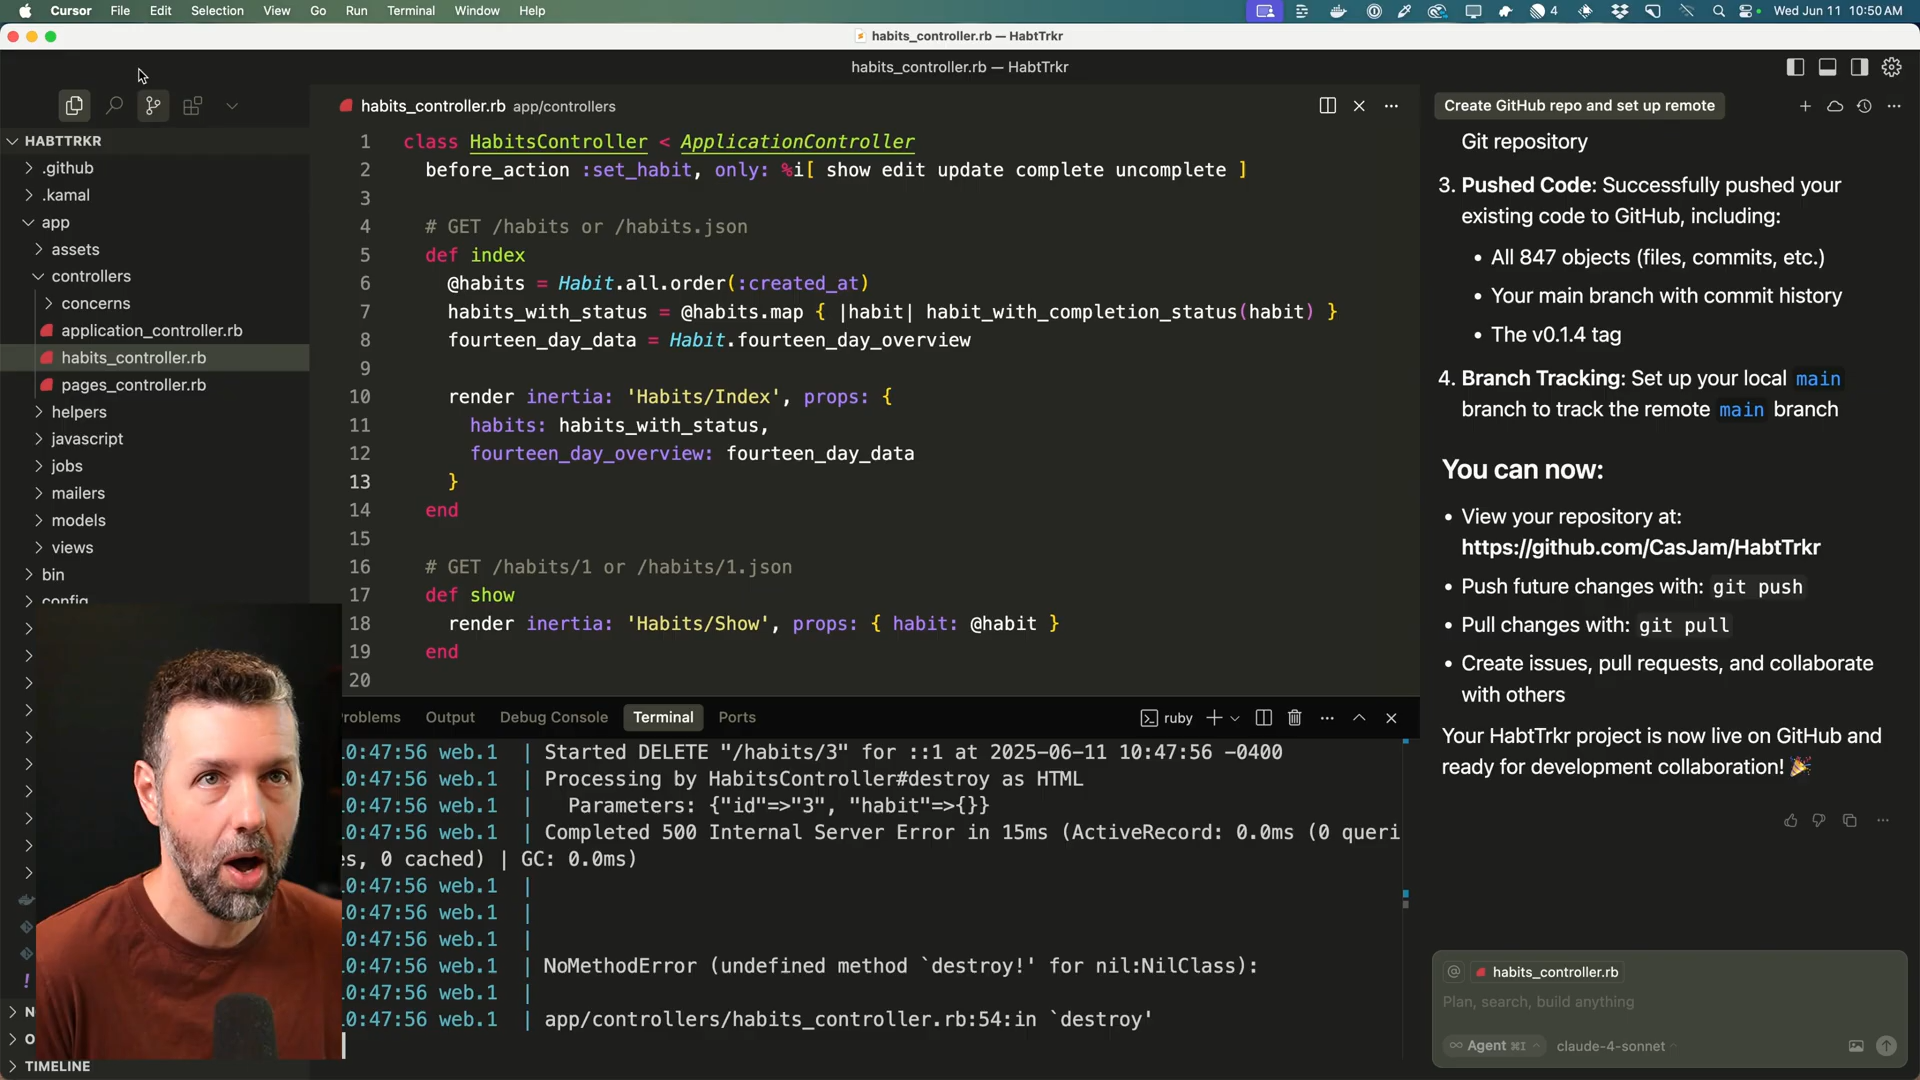 Cursor File Edit Selection View Go Run Terminal Window Help
4
Wed Jun 11 10:50 AM
habits_controller.rb — HabtTrkr
habits_controller.rb — HabtTrkr
HABTTRKR
.github
.kamal
app
assets
controllers
concerns
application_controller.rb
habits_controller.rb
pages_controller.rb
helpers
javascript
jobs
mailers
models
views
bin
config
N
O
TIMELINE
habits_controller.rb app/controllers
1 class HabitsController < ApplicationController
2 before_action :set_habit, only: %i[ show edit update complete uncomplete ]
3
4 # GET /habits or /habits.json
5 def index
6 @habits = Habit.all.order(:created_at)
7 habits_with_status = @habits.map { |habit| habit_with_completion_status(habit) }
8 fourteen_day_data = Habit.fourteen_day_overview
9
10 render inertia: 'Habits/Index', props: {
11 habits: habits_with_status,
12 fourteen_day_overview: fourteen_day_data
13 }
14 end
15
16 # GET /habits/1 or /habits/1.json
17 def show
18 render inertia: 'Habits/Show', props: { habit: @habit }
19 end
20
roblems Output Debug Console Terminal Ports
ruby
0:47:56 web.1 | Started DELETE "/habits/3" for ::1 at 2025-06-11 10:47:56 -0400
0:47:56 web.1 | Processing by HabitsController#destroy as HTML
0:47:56 web.1 | Parameters: {"id"=>"3", "habit"=>{}}
0:47:56 web.1 | Completed 500 Internal Server Error in 15ms (ActiveRecord: 0.0ms (0 queri
es, 0 cached) | GC: 0.0ms)
0:47:56 web.1 |
0:47:56 web.1 |
0:47:56 web.1 |
0:47:56 web.1 | NoMethodError (undefined method `destroy!' for nil:NilClass):
0:47:56 web.1 |
0:47:56 web.1 | app/controllers/habits_controller.rb:54:in `destroy'
Create GitHub repo and set up remote
Git repository
3. Pushed Code: Successfully pushed your
existing code to GitHub, including:
• All 847 objects (files, commits, etc.)
• Your main branch with commit history
• The v0.1.4 tag
4. Branch Tracking: Set up your local main
branch to track the remote main branch
You can now:
• View your repository at:
https://github.com/CasJam/HabtTrkr
• Push future changes with: git push
• Pull changes with: git pull
• Create issues, pull requests, and collaborate
with others
Your HabtTrkr project is now live on GitHub and
ready for development collaboration! 🎉
@ habits_controller.rb
Plan, search, build anything
∞ Agent ⌘I claude-4-sonnet